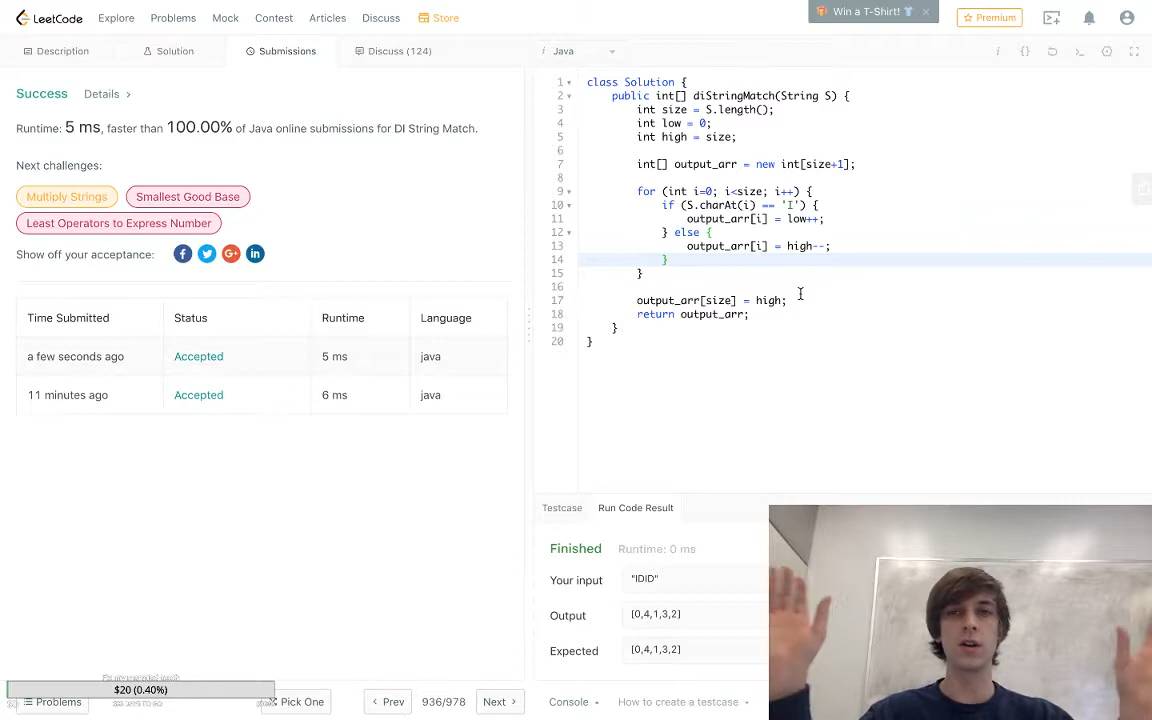 LeetCode Explore Problems Mock Contest Articles Discuss Store Win a T-Shirt! Premium
Description Solution Submissions Discuss (124)
Success Details >
Runtime: 5 ms, faster than 100.00% of Java online submissions for DI String Match.
Next challenges:
Multiply Strings Smallest Good Base
Least Operators to Express Number
Show off your acceptance:
Time Submitted Status Runtime Language
a few seconds ago Accepted 5 ms java
11 minutes ago Accepted 6 ms java
$20 (0.40%)
Problems Pick One < Prev 936/978 Next >
i Java
1 class Solution {
2 public int[] diStringMatch(String S) {
3 int size = S.length();
4 int low = 0;
5 int high = size;
6
7 int[] output_arr = new int[size+1];
8
9 for (int i=0; i<size; i++) {
10 if (S.charAt(i) == 'I') {
11 output_arr[i] = low++;
12 } else {
13 output_arr[i] = high--;
14 }
15 }
16
17 output_arr[size] = high;
18 return output_arr;
19 }
20 }
Testcase Run Code Result
Finished Runtime: 0 ms
Your input "IDID"
Output [0,4,1,3,2]
Expected [0,4,1,3,2]
Console How to create a testcase